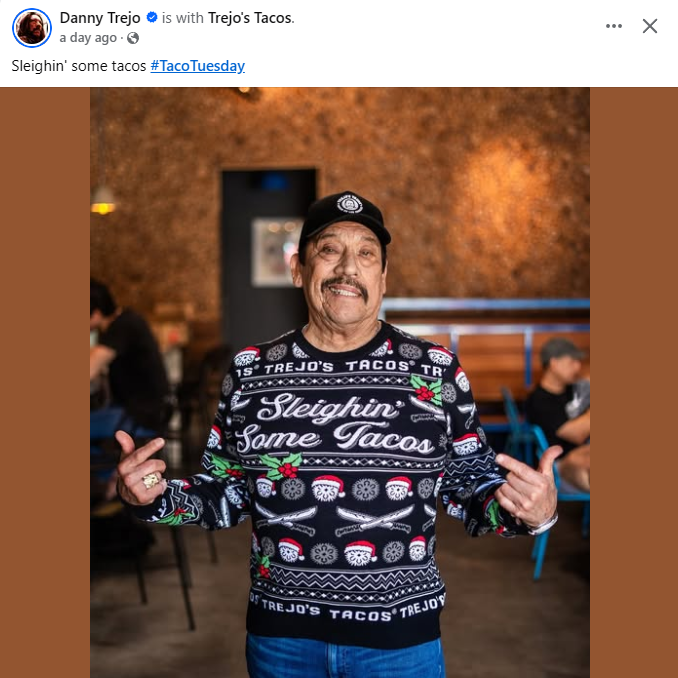 Danny Trejo is with Trejo's Tacos.
a day ago ·
Sleighin' some tacos #TacoTuesday
OS® TREJO'S TACOS® TR
Sleighin'
Some Tacos
OS TREJO'S TACOS® TREJO'S